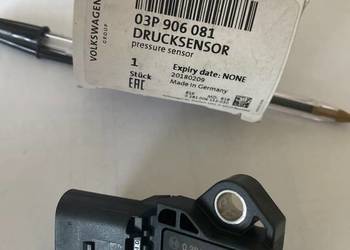 VOLKSWAGEN
GROUP
03P 906 081
DRUCKSENSOR
pressure sensor
1
Stück
EAC
Expiry date: NONE
20180209
Made in Germany